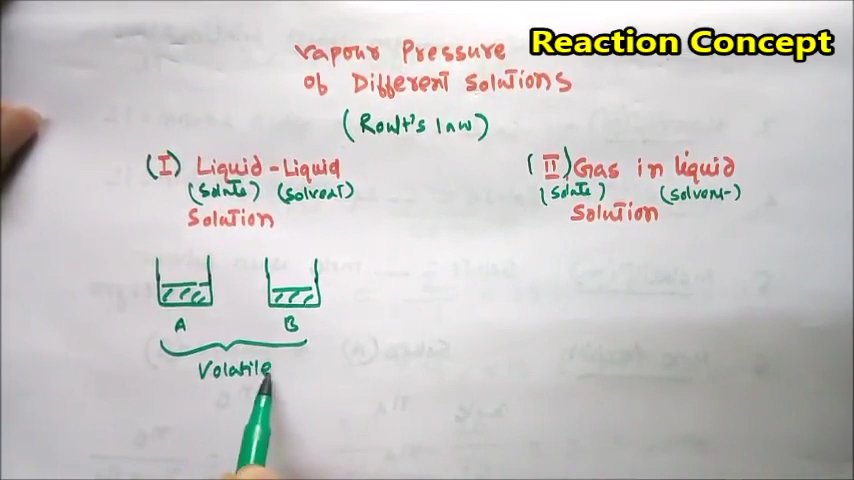 Reaction Concept
Vapour Pressure
of Different Solutions
(Roult's law)
(I) Liquid-Liquid
(Solute) (Solvent)
Solution
(II) Gas in liquid
(Solute) (Solvent)
Solution
A B
Volatile